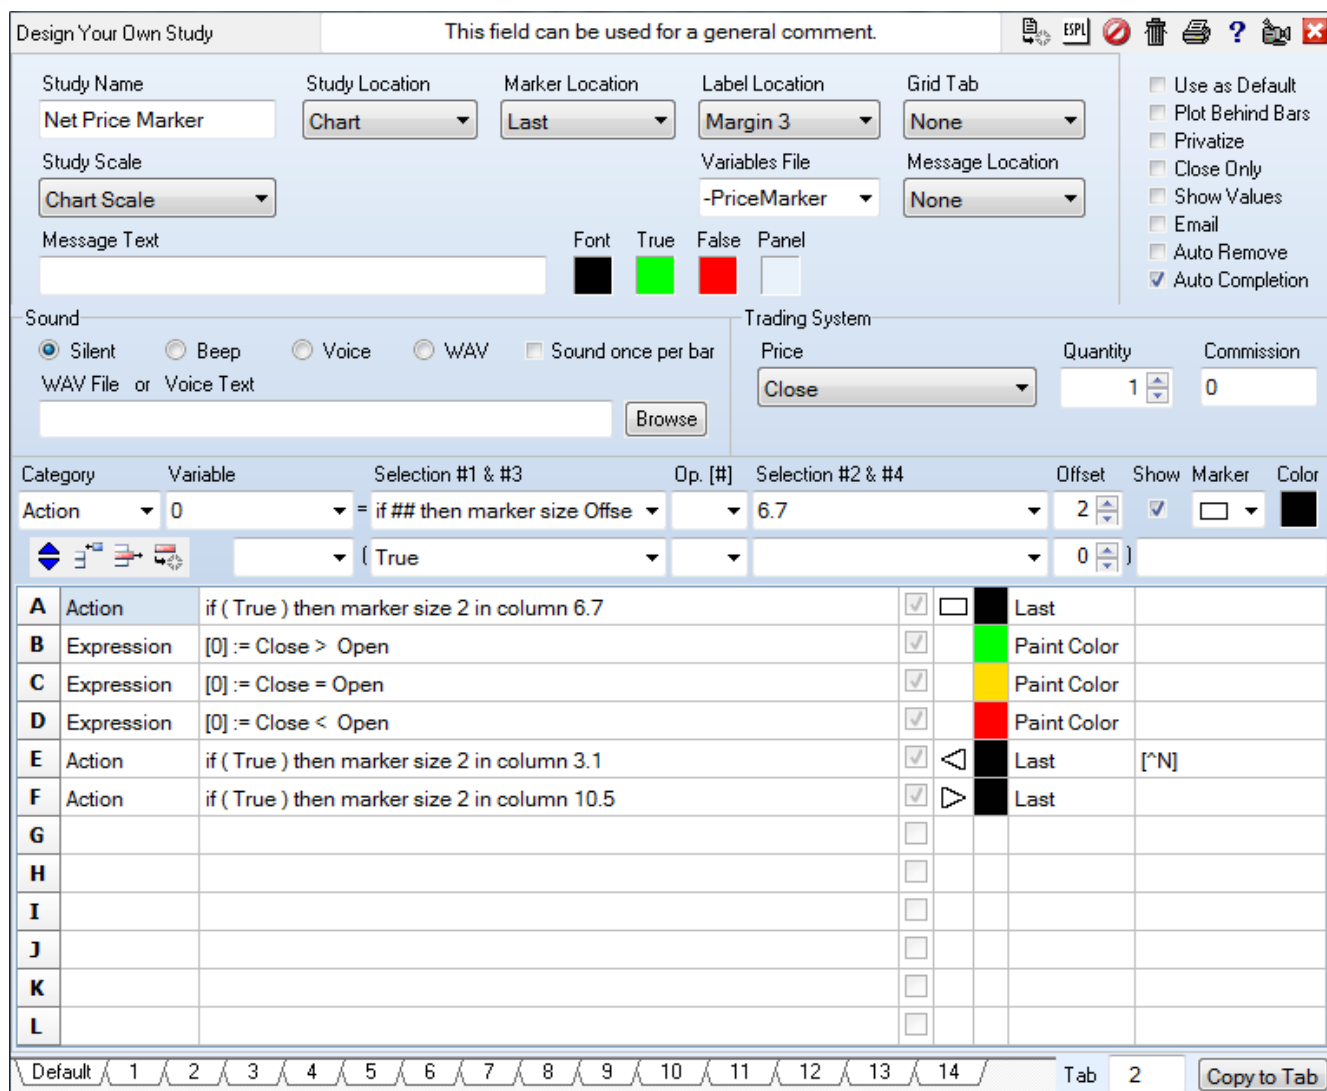 Design Your Own Study This field can be used for a general comment. ESPL ?
Study Name Study Location Marker Location Label Location Grid Tab
Net Price Marker Chart Last Margin 3 None
Study Scale Variables File Message Location
Chart Scale -PriceMarker None
Message Text Font True False Panel
Use as Default
Plot Behind Bars
Privatize
Close Only
Show Values
Email
Auto Remove
Auto Completion
Sound Trading System
Silent Beep Voice WAV Sound once per bar Price Quantity Commission
WAV File or Voice Text Close 1 0
Browse
Category Variable Selection #1 & #3 Op. [#] Selection #2 & #4 Offset Show Marker Color
Action 0 = if ## then marker size Offse 6.7 2
( True 0 )
A Action if ( True ) then marker size 2 in column 6.7 Last
B Expression [0] := Close > Open Paint Color
C Expression [0] := Close = Open Paint Color
D Expression [0] := Close < Open Paint Color
E Action if ( True ) then marker size 2 in column 3.1 Last [^N]
F Action if ( True ) then marker size 2 in column 10.5 Last
G
H
I
J
K
L
Default 1 2 3 4 5 6 7 8 9 10 11 12 13 14 Tab 2 Copy to Tab